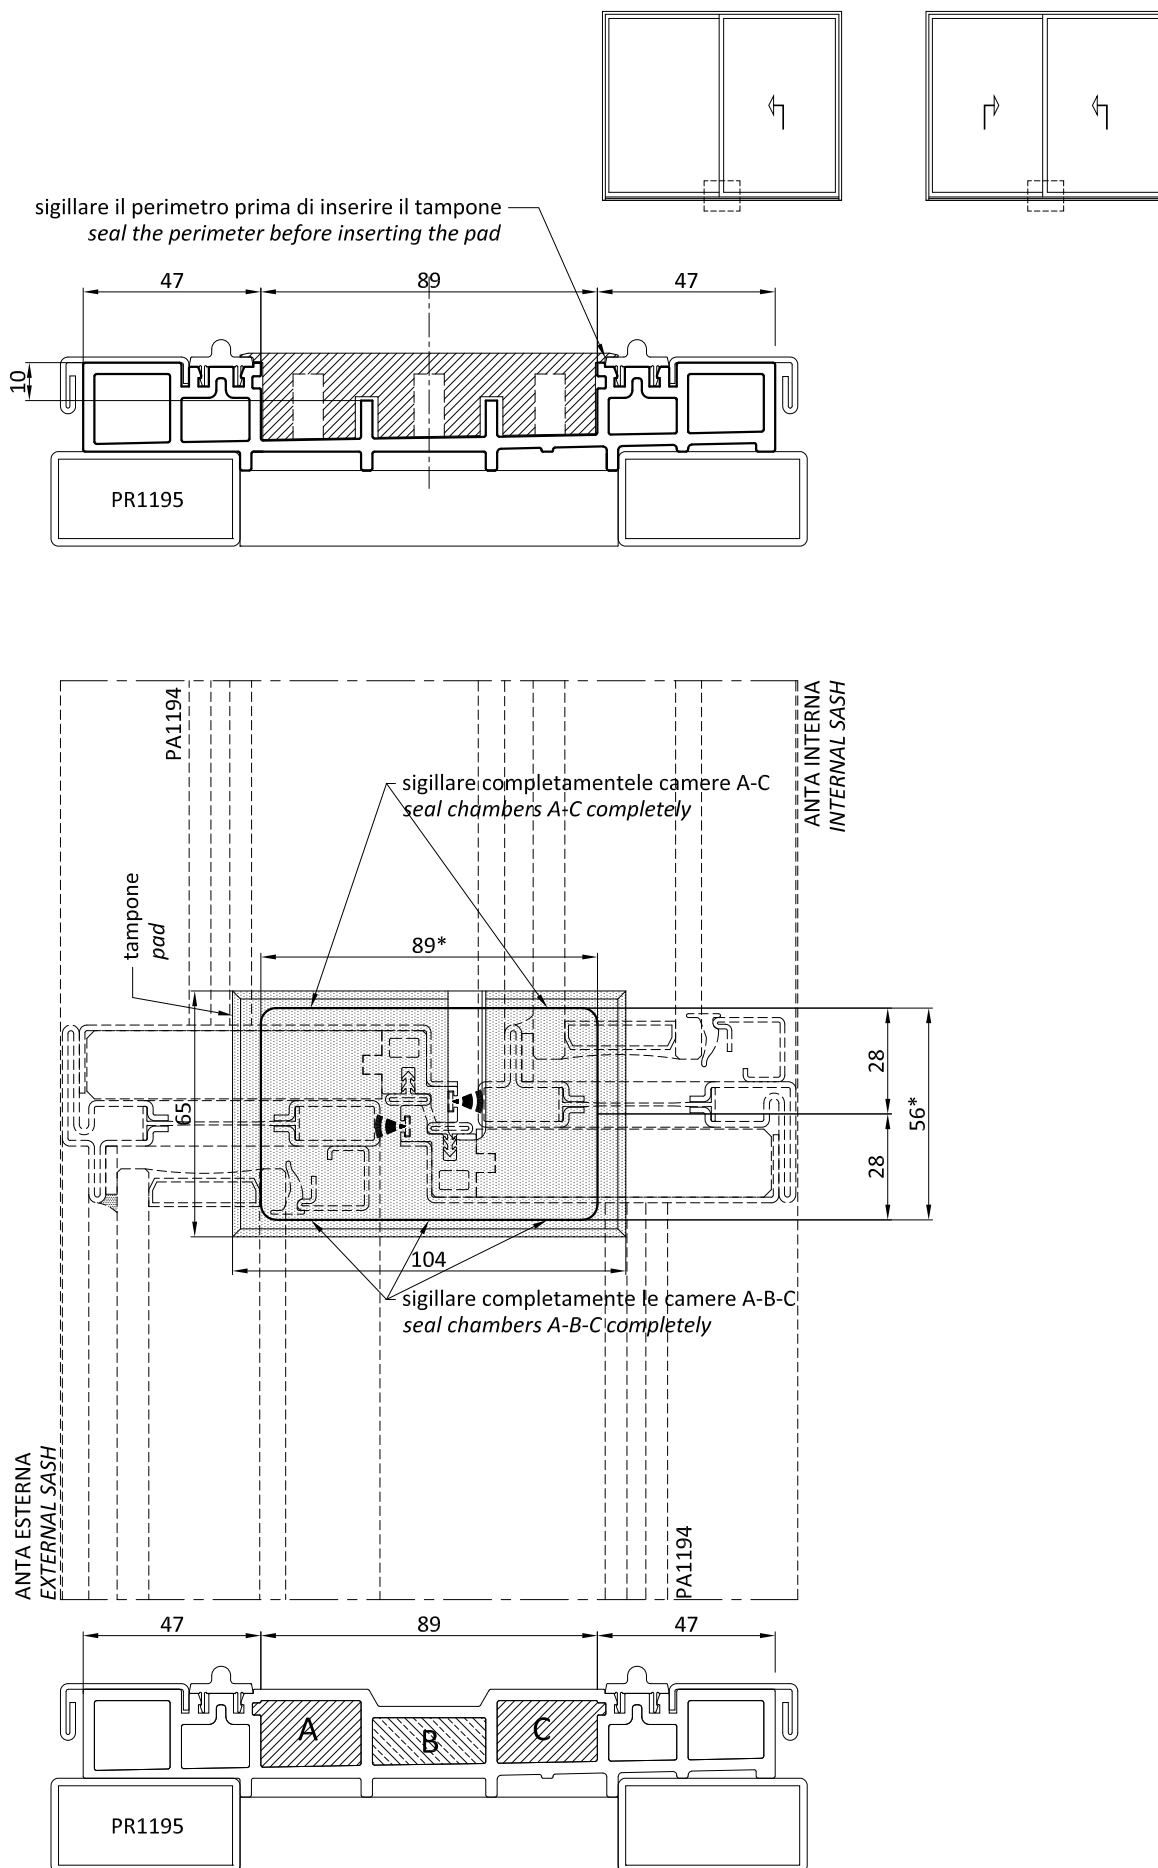 sigillare il perimetro prima di inserire il tampone
seal the perimeter before inserting the pad
47
89
47
10
PR1195
PA1194
ANTA INTERNA
INTERNAL SASH
sigillare completamentele camere A-C
seal chambers A-C completely
tampone
pad
89*
65
28
56*
28
104
sigillare completamente le camere A-B-C
seal chambers A-B-C completely
ANTA ESTERNA
EXTERNAL SASH
PA1194
47
89
47
A
B
C
PR1195